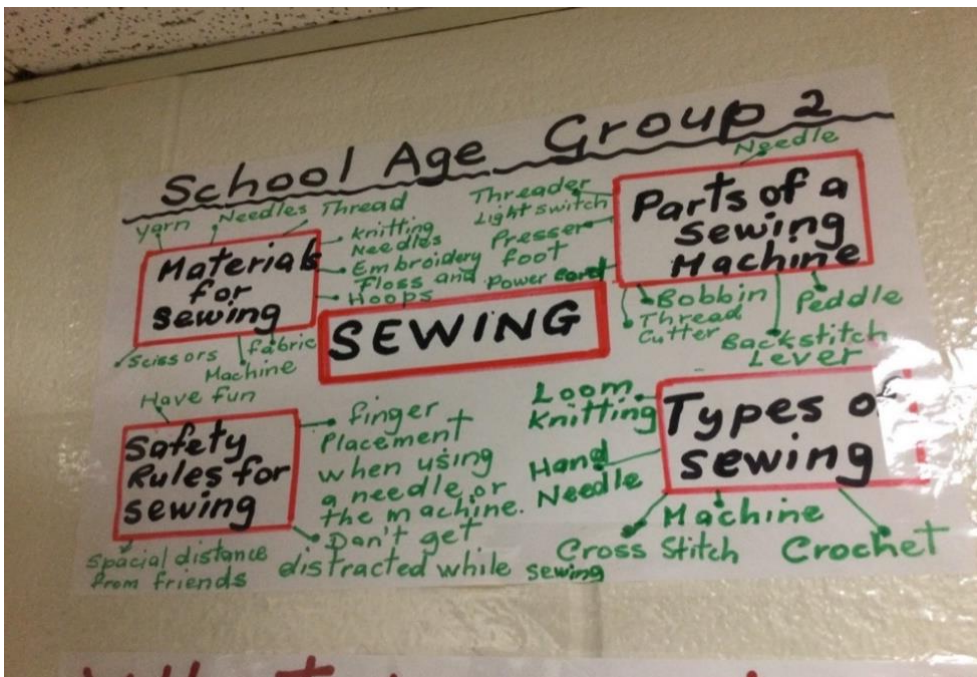 School Age Group 2
Yarn
Needles
Thread
Materials
for
sewing
Knitting
Needles
Embroidery
Floss and
Hoops
Scissors
Machine
Fabric
SEWING
Needle
Threader
Light switch
Presser
foot
Power cord
Parts of a
Sewing
Machine
Bobbin
Thread
Cutter
Backstitch
Lever
Peddle
Have fun
Safety
Rules for
sewing
finger
Placement
when using
a needle or
the machine.
Don't get
distracted while sewing
Spacial distance
from friends
Types of
sewing
Loom
Knitting
Hand
Needle
Cross Stitch
Machine
Crochet